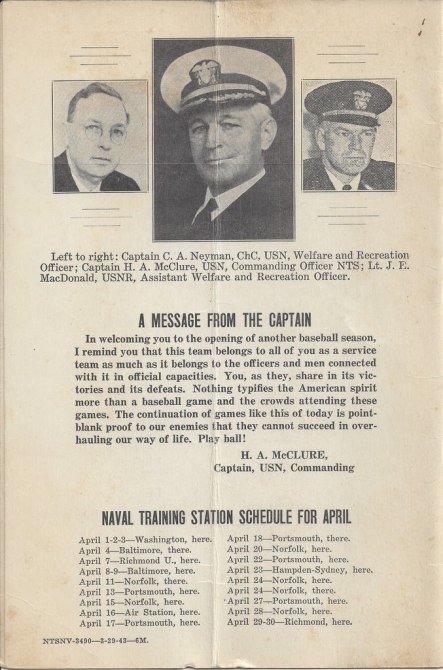 Left to right: Captain C. A. Neyman, ChC, USN, Welfare and Recreation
Officer; Captain H. A. McClure, USN, Commanding Officer NTS; Lt. J. E.
MacDonald, USNR, Assistant Welfare and Recreation Officer.
A MESSAGE FROM THE CAPTAIN
In welcoming you to the opening of another baseball season,
I remind you that this team belongs to all of you as a service
team as much as it belongs to the officers and men connected
with it in official capacities. You, as they, share in its vic-
tories and its defeats. Nothing typifies the American spirit
more than a baseball game and the crowds attending these
games. The continuation of games like this of today is point-
blank proof to our enemies that they cannot succeed in over-
hauling our way of life. Play ball!
H. A. McCLURE,
Captain, USN, Commanding
NAVAL TRAINING STATION SCHEDULE FOR APRIL
April 1-2-3—Washington, here.
April 4—Baltimore, there.
April 7—Richmond U., here.
April 8-9—Baltimore, here.
April 11—Norfolk, there.
April 13—Portsmouth, here.
April 15—Norfolk, here.
April 16—Air Station, here.
April 17—Portsmouth, here.
April 18—Portsmouth, there.
April 20—Norfolk, here.
April 22—Portsmouth, here.
April 23—Hampden-Sydney, here.
April 24—Norfolk, here.
April 24—Norfolk, there.
April 27—Portsmouth, here.
April 28—Norfolk, here.
April 29-30—Richmond, here.
NTSNV-3490—3-29-43—6M.